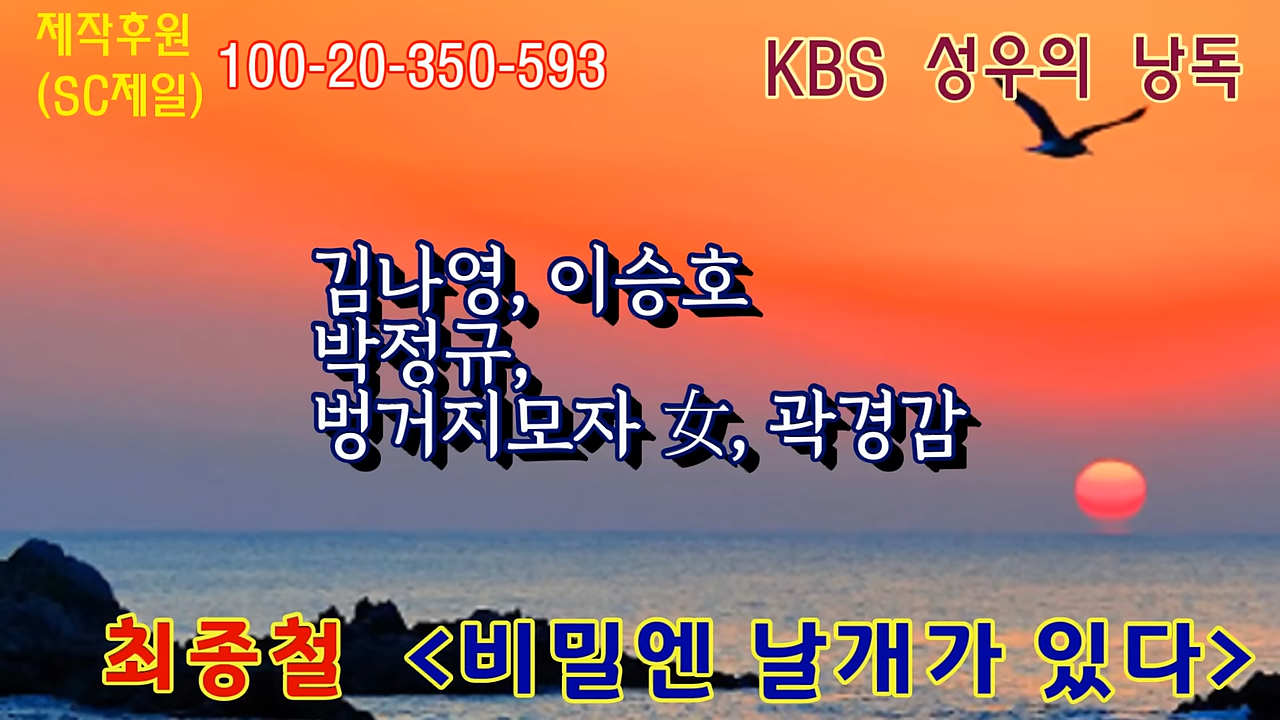 제작후원
(SC제일)
100-20-350-593
KBS 성우의 낭독
김나영, 이승호
박정규,
벙거지모자 女, 곽경감
최종철 <비밀엔 날개가 있다>